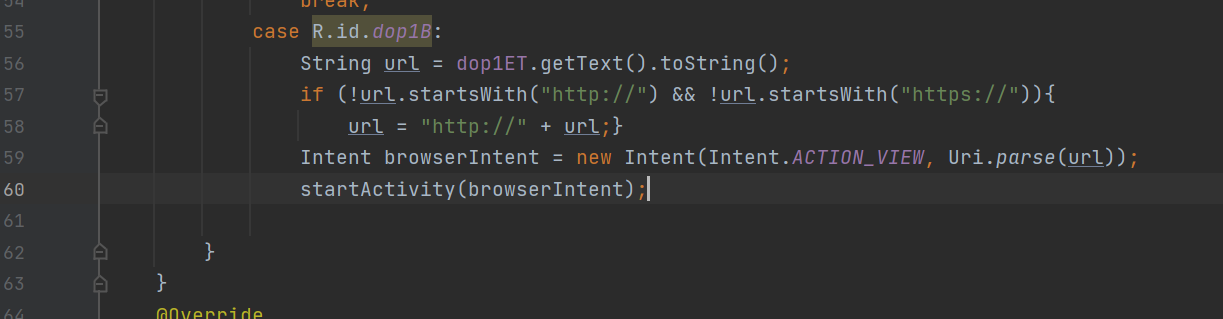 54 break;
55 case R.id.dop1B:
56 String url = dop1ET.getText().toString();
57 if (!url.startsWith("http://") && !url.startsWith("https://")){
58 url = "http://" + url;}
59 Intent browserIntent = new Intent(Intent.ACTION_VIEW, Uri.parse(url));
60 startActivity(browserIntent);
61
62 }
63 }
64 @Override